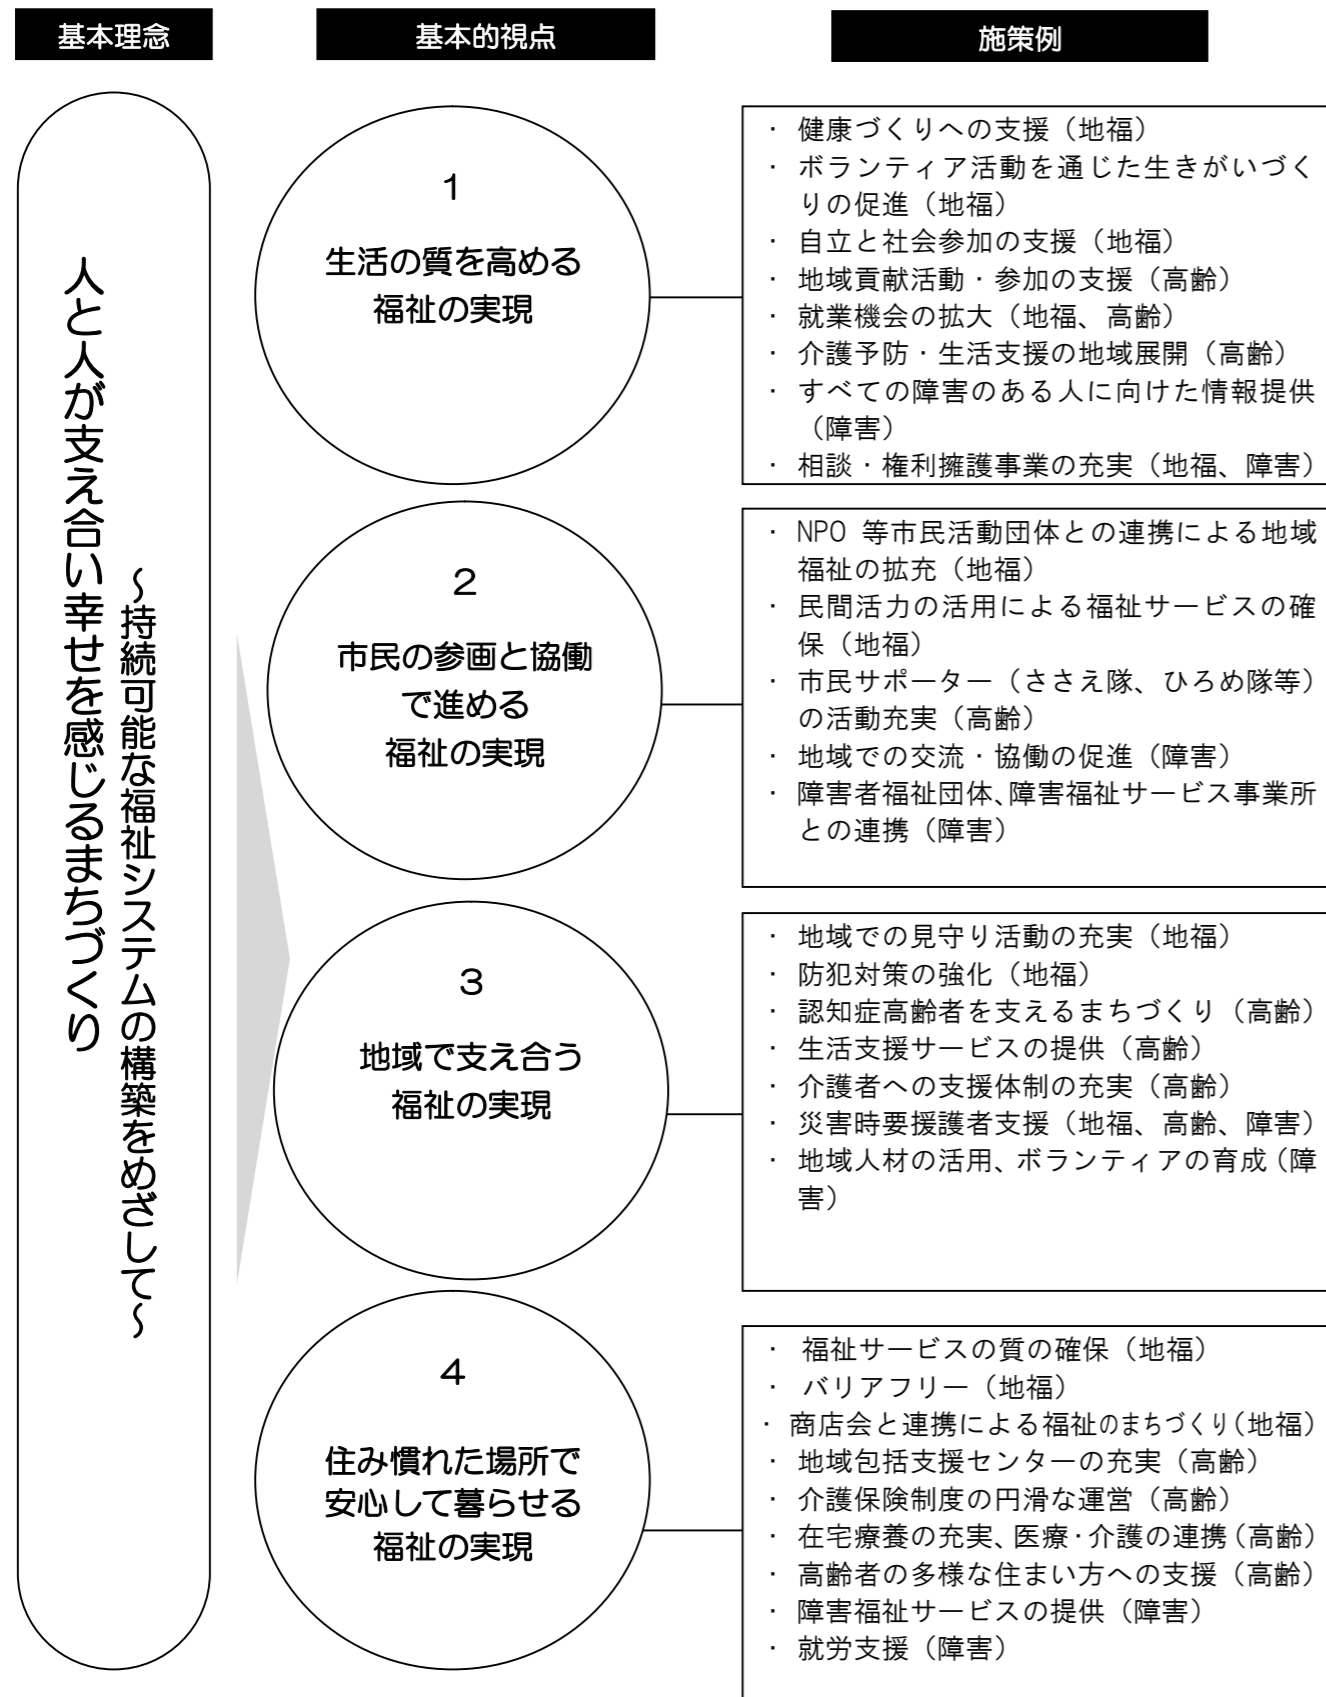 基本理念
基本的視点
施策例
人と人が支え合い幸せを感じるまちづくり
～持続可能な福祉システムの構築をめざして～
1
生活の質を高める
福祉の実現
・ 健康づくりへの支援（地福）
・ ボランティア活動を通じた生きがいづく
りの促進（地福）
・ 自立と社会参加の支援（地福）
・ 地域貢献活動・参加の支援（高齢）
・ 就業機会の拡大（地福、高齢）
・ 介護予防・生活支援の地域展開（高齢）
・ すべての障害のある人に向けた情報提供
（障害）
・ 相談・権利擁護事業の充実（地福、障害）
2
市民の参画と協働
で進める
福祉の実現
・ NPO 等市民活動団体との連携による地域
福祉の拡充（地福）
・ 民間活力の活用による福祉サービスの確
保（地福）
・ 市民サポーター（ささえ隊、ひろめ隊等）
の活動充実（高齢）
・ 地域での交流・協働の促進（障害）
・ 障害者福祉団体、障害福祉サービス事業所
との連携（障害）
3
地域で支え合う
福祉の実現
・ 地域での見守り活動の充実（地福）
・ 防犯対策の強化（地福）
・ 認知症高齢者を支えるまちづくり（高齢）
・ 生活支援サービスの提供（高齢）
・ 介護者への支援体制の充実（高齢）
・ 災害時要援護者支援（地福、高齢、障害）
・ 地域人材の活用、ボランティアの育成（障
害）
4
住み慣れた場所で
安心して暮らせる
福祉の実現
・ 福祉サービスの質の確保（地福）
・ バリアフリー（地福）
・ 商店会と連携による福祉のまちづくり（地福）
・ 地域包括支援センターの充実（高齢）
・ 介護保険制度の円滑な運営（高齢）
・ 在宅療養の充実、医療・介護の連携（高齢）
・ 高齢者の多様な住まい方への支援（高齢）
・ 障害福祉サービスの提供（障害）
・ 就労支援（障害）